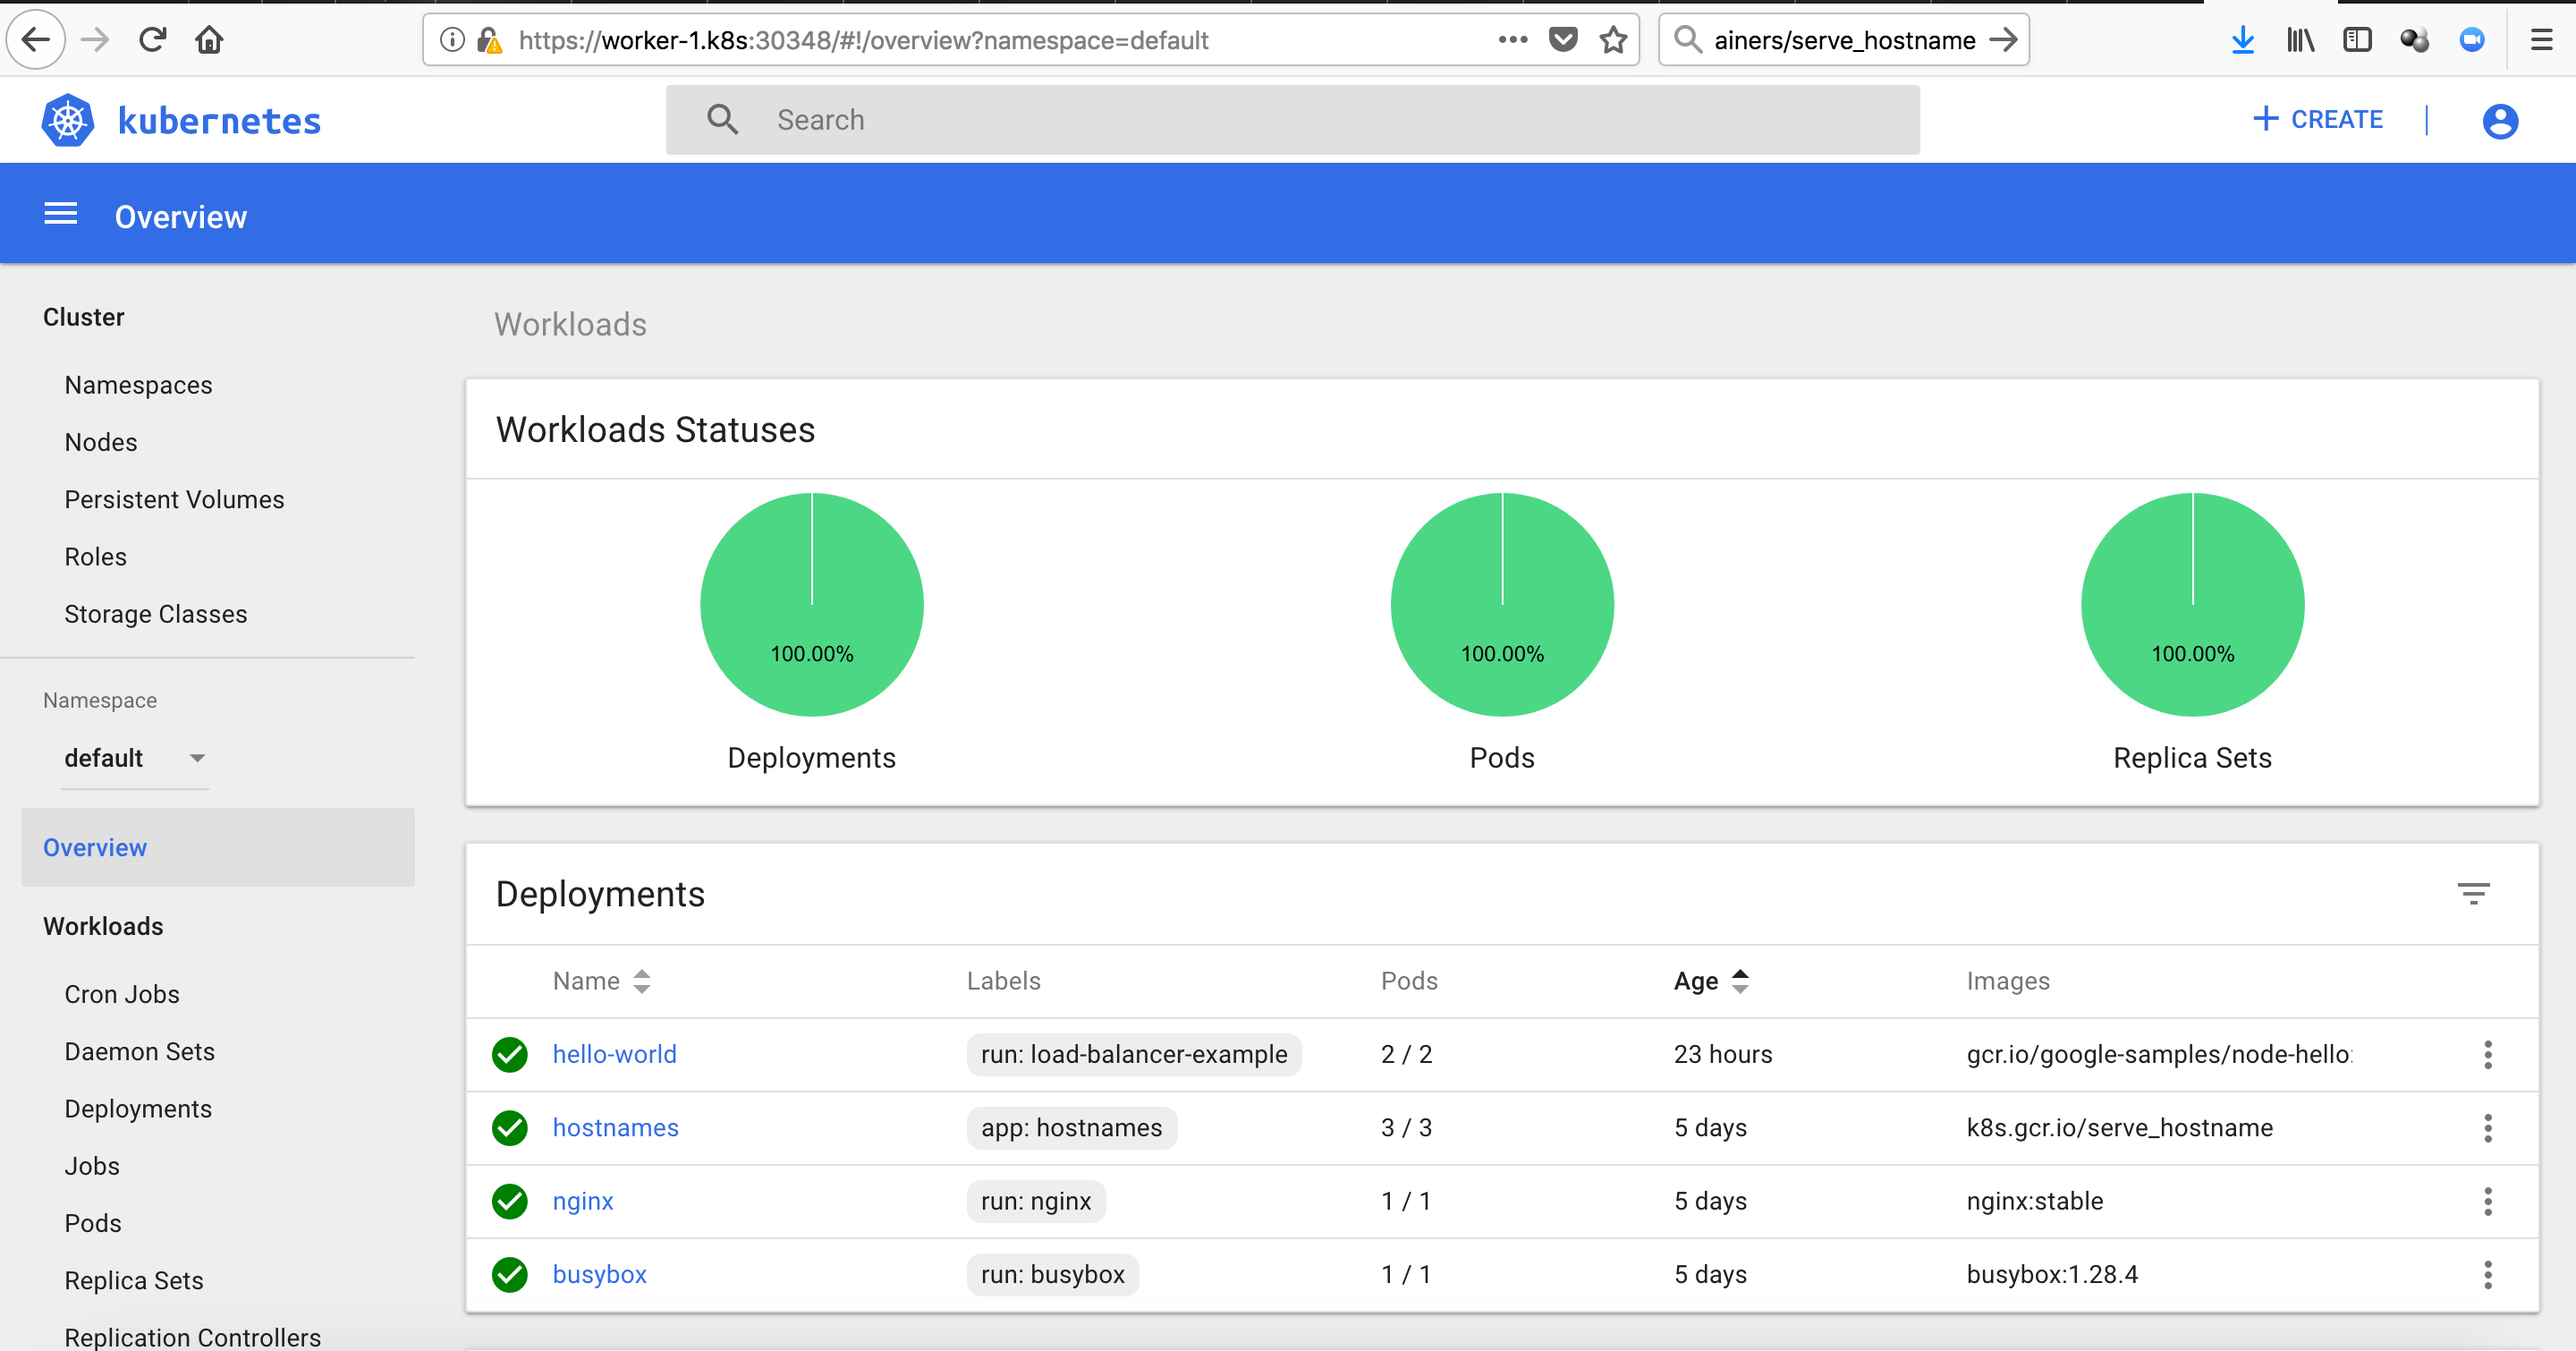 https://worker-1.k8s:30348/#!/overview?namespace=default
ainers/serve_hostname
kubernetes
Search
CREATE
Overview
Cluster
Namespaces
Nodes
Persistent Volumes
Roles
Storage Classes
Namespace
default
Overview
Workloads
Cron Jobs
Daemon Sets
Deployments
Jobs
Pods
Replica Sets
Replication Controllers
Workloads
Workloads Statuses
100.00% 100.00% 100.00%
Deployments Pods Replica Sets
Deployments
Name Labels Pods Age Images
hello-world run: load-balancer-example 2 / 2 23 hours gcr.io/google-samples/node-hello:
hostnames app: hostnames 3 / 3 5 days k8s.gcr.io/serve_hostname
nginx run: nginx 1 / 1 5 days nginx:stable
busybox run: busybox 1 / 1 5 days busybox:1.28.4